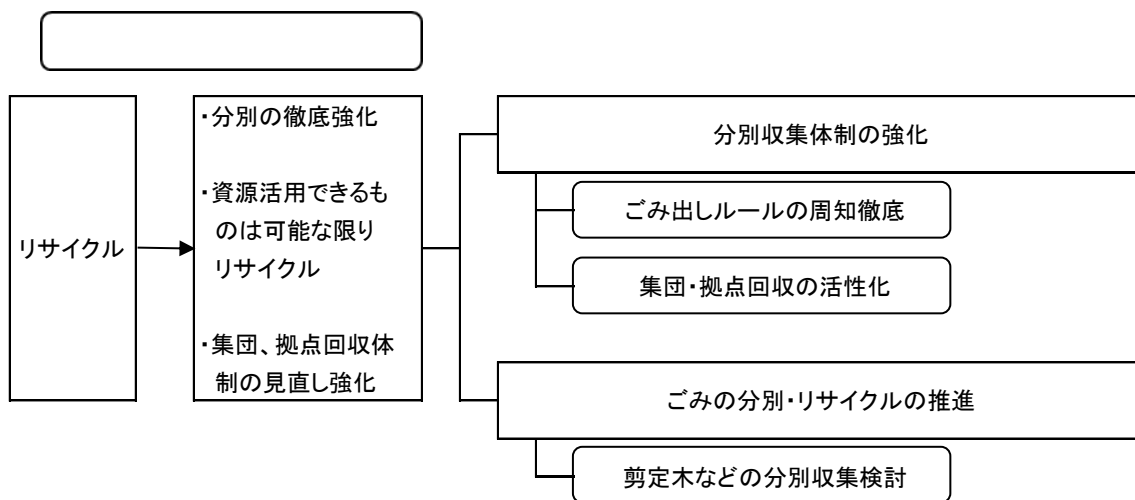 リサイクル
・分別の徹底強化
・資源活用できるも
のは可能な限り
リサイクル
・集団、拠点回収体
制の見直し強化
分別収集体制の強化
ごみ出しルールの周知徹底
集団・拠点回収の活性化
ごみの分別・リサイクルの推進
剪定木などの分別収集検討